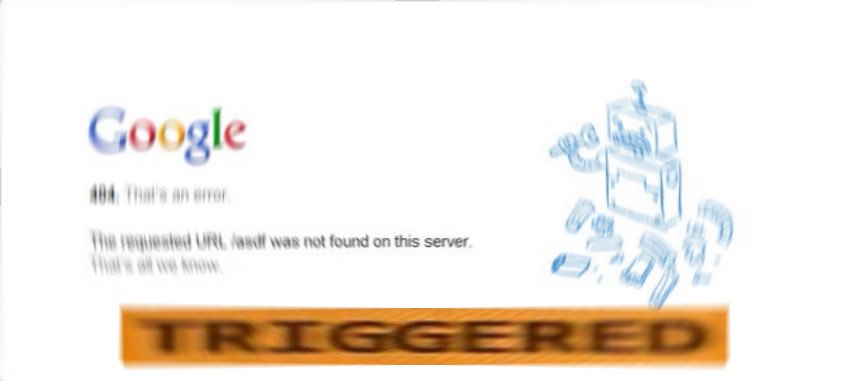 Google
404. That's an error.
The requested URL /asdf was not found on this server.
That's all we know.
TRIGGERED